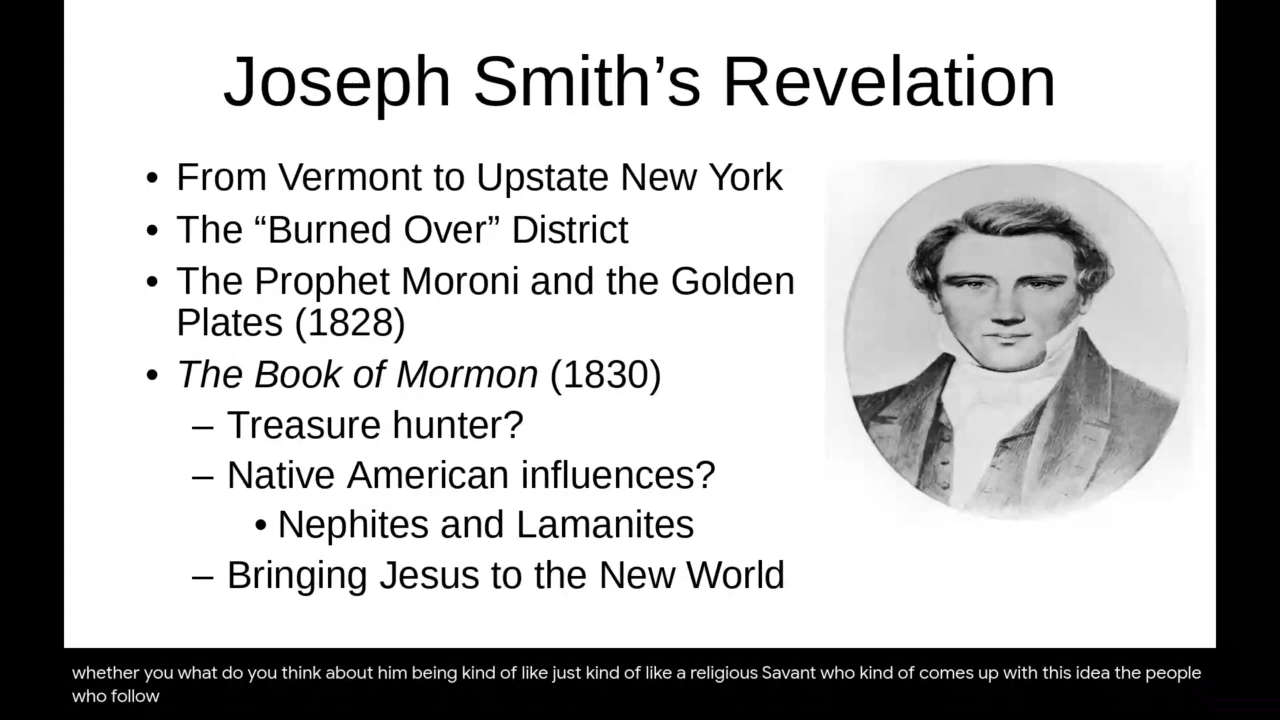 Joseph Smith’s Revelation
• From Vermont to Upstate New York
• The “Burned Over” District
• The Prophet Moroni and the Golden
Plates (1828)
• The Book of Mormon (1830)
– Treasure hunter?
– Native American influences?
• Nephites and Lamanites
– Bringing Jesus to the New World
whether you what do you think about him being kind of like just kind of like a religious Savant who kind of comes up with this idea the people
who follow